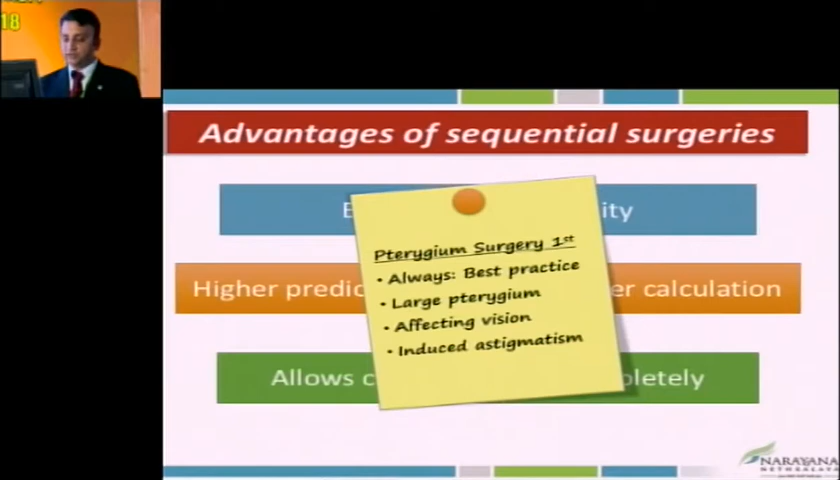 18
Advantages of sequential surgeries
ity
Higher predic
er calculation
Allows c
pletely
Pterygium Surgery 1st
• Always: Best practice
• Large pterygium
• Affecting vision
• Induced astigmatism
NARAYANA
NETHRALAYA